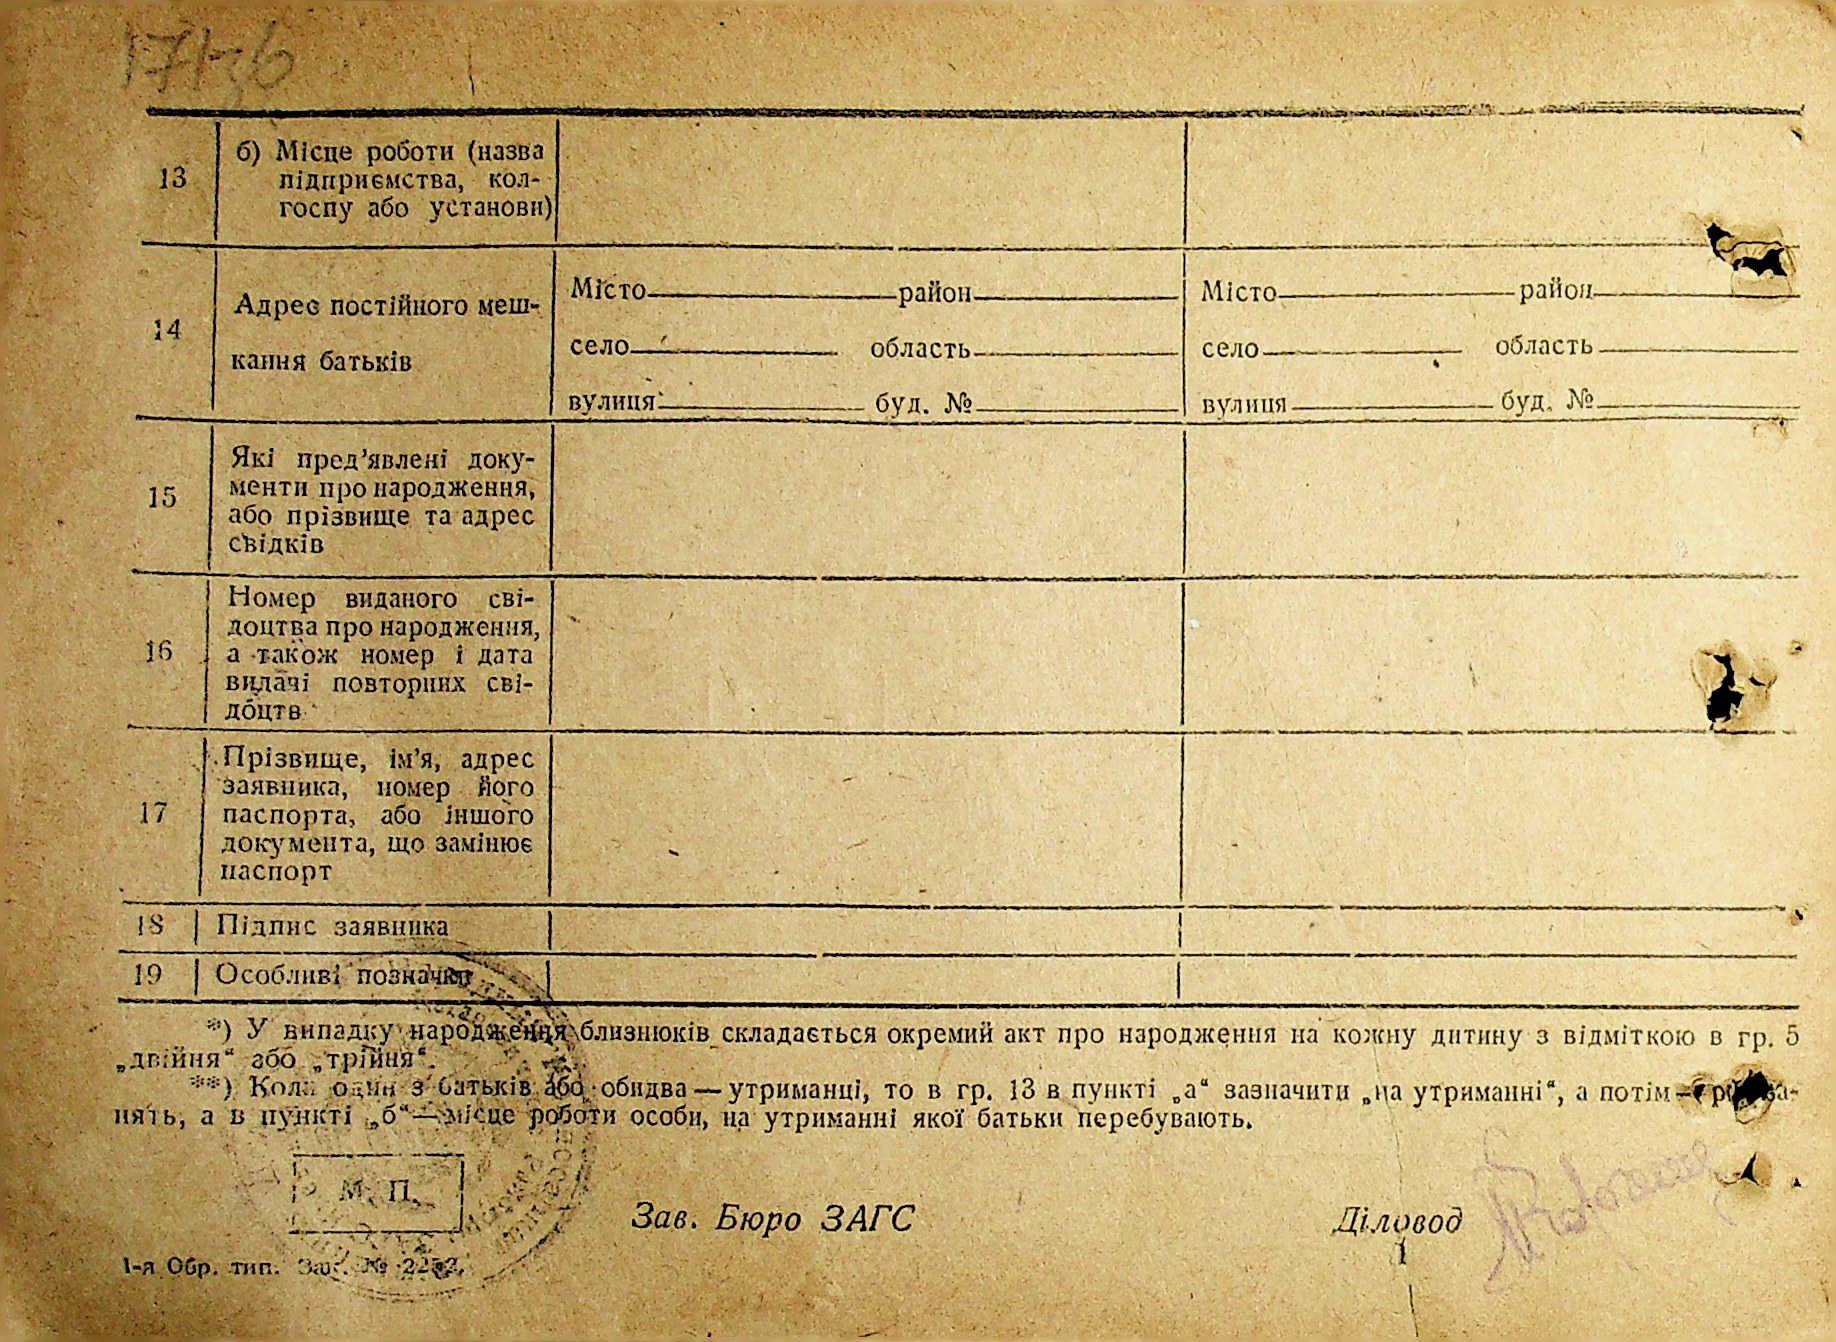 13
б) Місце роботи (назва
підприємства, кол-
госпу або установи)
14
Адрес постійного меш-
кання батьків
Місто район
село область
вулиця буд. №
Місто район
село область
вулиця буд. №
15
Які пред’явлені доку-
менти про народження,
або прізвище та адрес
свідків
16
Номер виданого сві-
доцтва про народження,
а також номер і дата
видачі повторних сві-
доцтв
17
Прізвище, ім’я, адрес
заявника, номер його
паспорта, або іншого
документа, що замінює
паспорт
18 Підпис заявника
19 Особливі позначки
*) У випадку народження близнюків складається окремий акт про народження на кожну дитину з відміткою в гр. 5
„двійня“ або „трійня“.
**) Коли один з батьків або обидва — утриманці, то в гр. 13 в пункті „а“ зазначити „на утриманні“, а потім —
нять, а в пункті „б“ — місце роботи особи, на утриманні якої батьки перебувають.
М. П.
Зав. Бюро ЗАГС Діловод
1-я Обр. тип. Зак. №